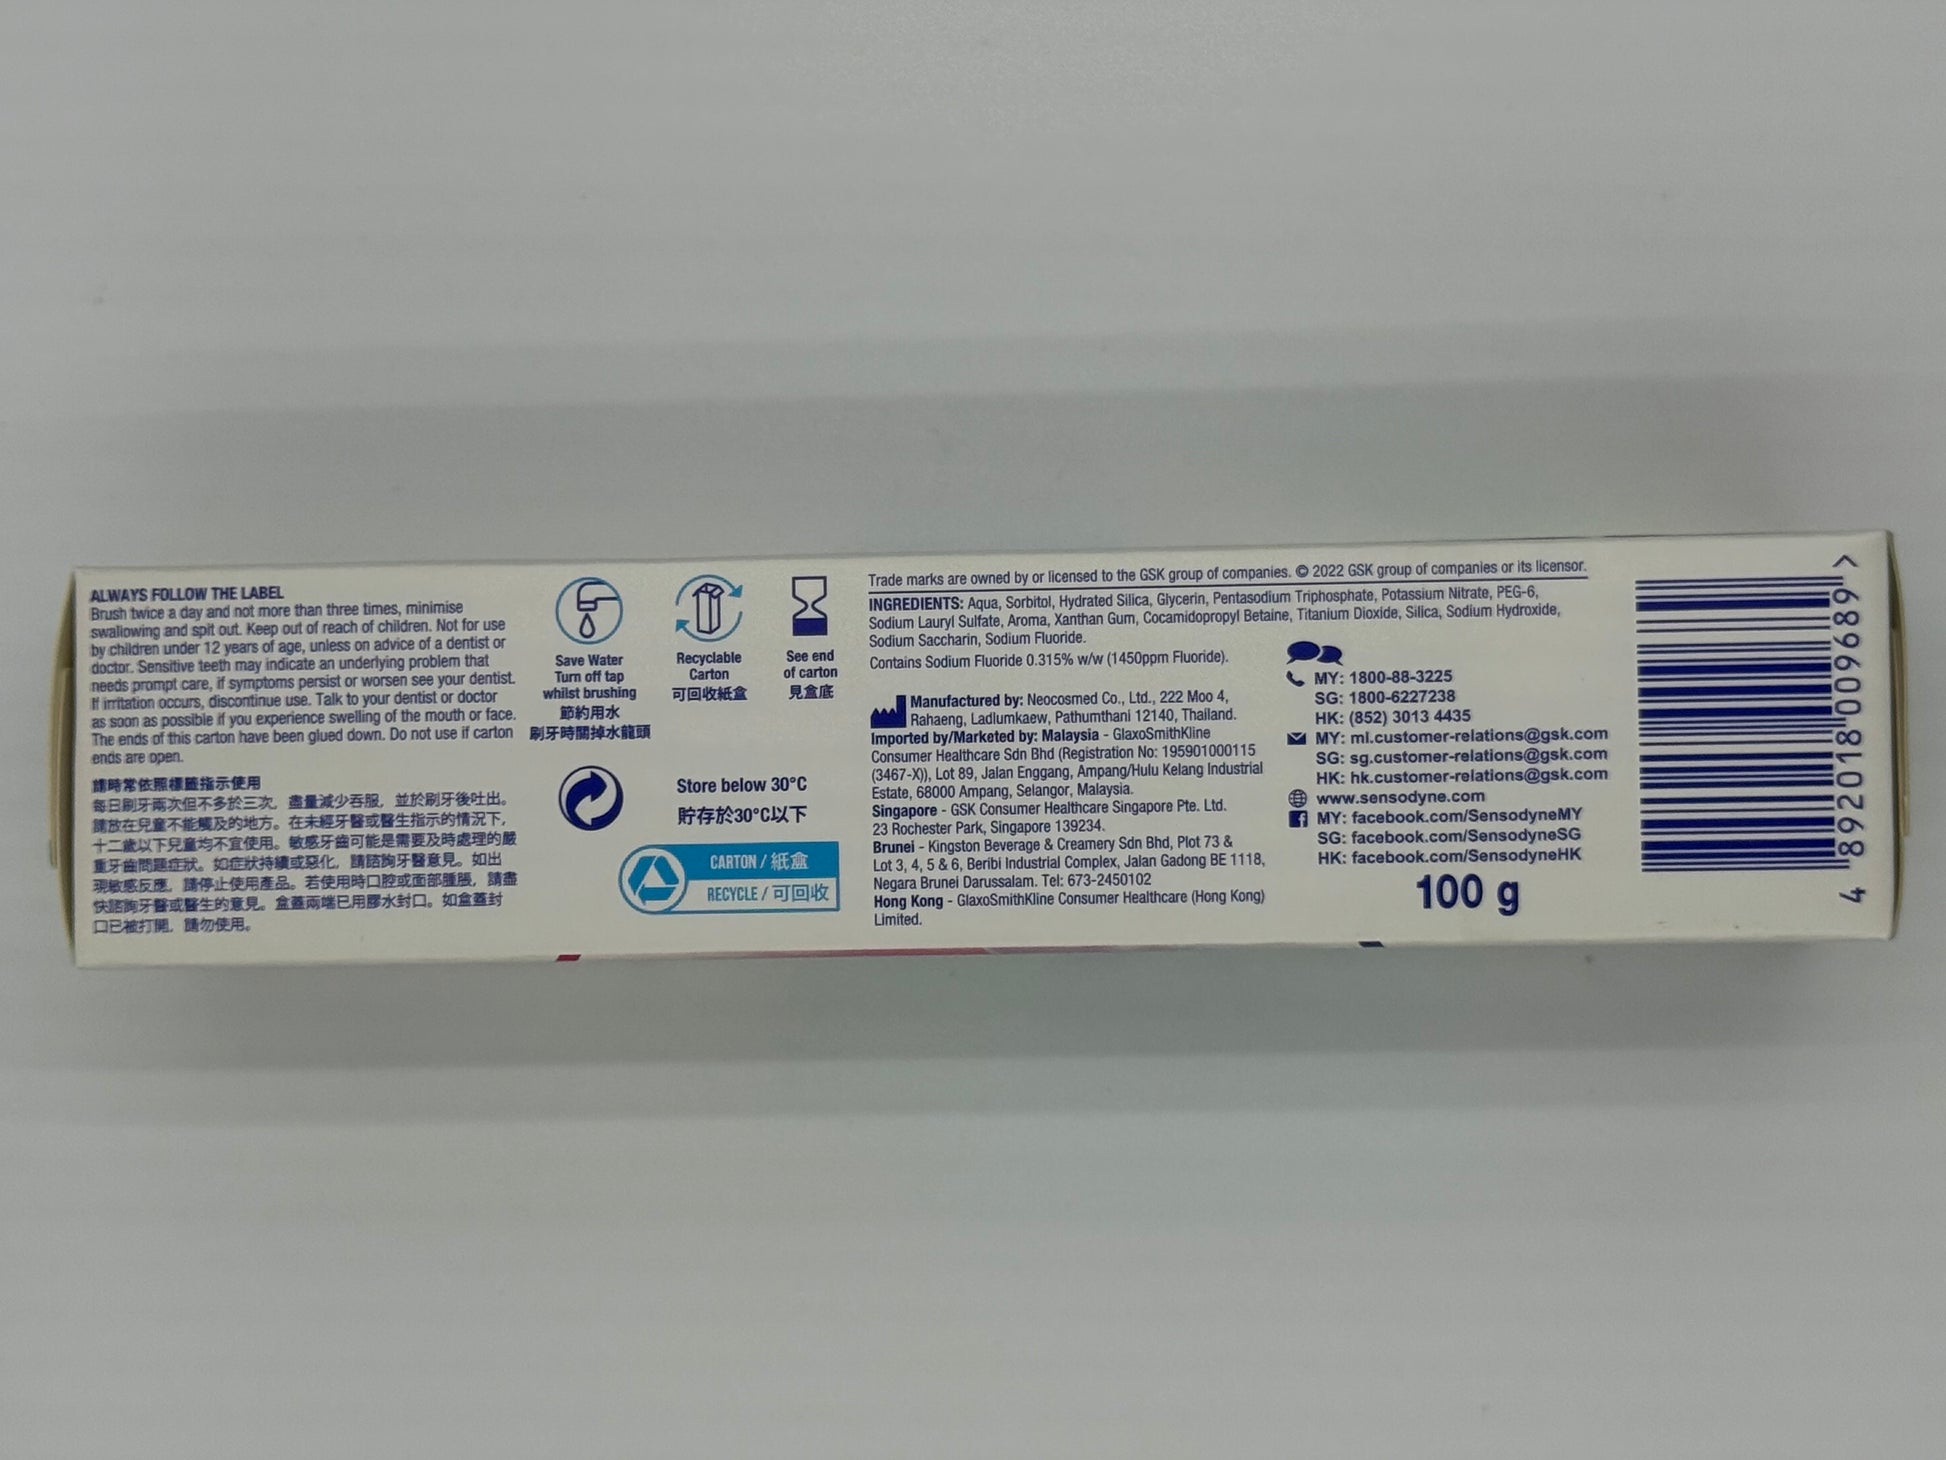 ALWAYS FOLLOW THE LABEL
Brush twice a day and not more than three times, minimise
swallowing and spit out. Keep out of reach of children. Not for use
by children under 12 years of age, unless on advice of a dentist or
doctor. Sensitive teeth may indicate an underlying problem that
needs prompt care, if symptoms persist or worsen see your dentist.
If irritation occurs, discontinue use. Talk to your dentist or doctor
as soon as possible if you experience swelling of the mouth or face.
The ends of this carton have been glued down. Do not use if carton
ends are open.
請時常依照標籤指示使用
每日刷牙兩次但不多於三次，盡量減少吞服，並於刷牙後吐出。
請放在兒童不能觸及的地方。在未經牙醫或醫生指示的情況下，
十二歲以下兒童均不宜使用。敏感牙齒可能是需要及時處理的嚴
重牙齒問題症狀。如症狀持續或惡化，請諮詢牙醫意見。如出
現敏感反應，請停止使用產品。若使用時口腔或面部腫脹，請盡
快諮詢牙醫或醫生的意見。盒蓋兩端已用膠水封口。如盒蓋封
口已被打開，請勿使用。
Save Water
Turn off tap
whilst brushing
節約用水
刷牙時關掉水龍頭
Recyclable
Carton
可回收紙盒
See end
of carton
見盒底
Store below 30°C
貯存於30°C以下
CARTON / 紙盒
RECYCLE / 可回收
Trade marks are owned by or licensed to the GSK group of companies. © 2022 GSK group of companies or its licensor.
INGREDIENTS: Aqua, Sorbitol, Hydrated Silica, Glycerin, Pentasodium Triphosphate, Potassium Nitrate, PEG-6,
Sodium Lauryl Sulfate, Aroma, Xanthan Gum, Cocamidopropyl Betaine, Titanium Dioxide, Silica, Sodium Hydroxide,
Sodium Saccharin, Sodium Fluoride.
Contains Sodium Fluoride 0.315% w/w (1450ppm Fluoride).
Manufactured by: Neocosmed Co., Ltd., 222 Moo 4,
Rahaeng, Ladlumkaew, Pathumthani 12140, Thailand.
Imported by/Marketed by: Malaysia - GlaxoSmithKline
Consumer Healthcare Sdn Bhd (Registration No: 195901000115
(3467-X)), Lot 89, Jalan Enggang, Ampang/Hulu Kelang Industrial
Estate, 68000 Ampang, Selangor, Malaysia.
Singapore - GSK Consumer Healthcare Singapore Pte. Ltd.
23 Rochester Park, Singapore 139234.
Brunei - Kingston Beverage & Creamery Sdn Bhd, Plot 73 &
Lot 3, 4, 5 & 6, Beribi Industrial Complex, Jalan Gadong BE 1118,
Negara Brunei Darussalam. Tel: 673-2450102
Hong Kong - GlaxoSmithKline Consumer Healthcare (Hong Kong)
Limited.
MY: 1800-88-3225
SG: 1800-6227238
HK: (852) 3013 4435
MY: ml.customer-relations@gsk.com
SG: sg.customer-relations@gsk.com
HK: hk.customer-relations@gsk.com
www.sensodyne.com
MY: facebook.com/SensodyneMY
SG: facebook.com/SensodyneSG
HK: facebook.com/SensodyneHK
100 g
4 892018 009689 >